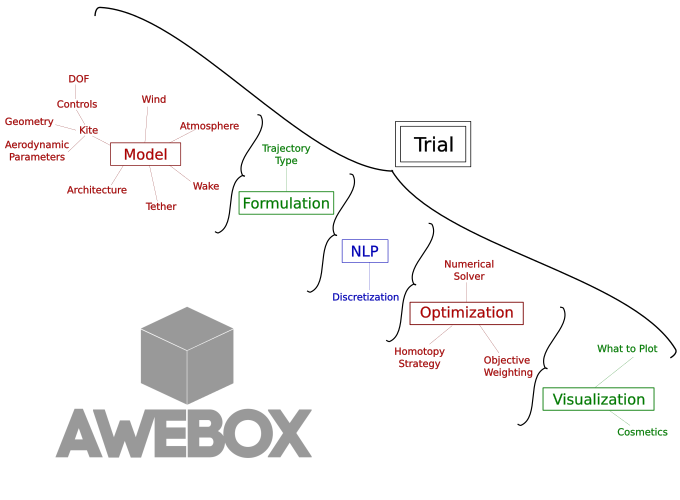 DOF
Controls
Wind
Geometry
Kite
Atmosphere
Aerodynamic
Parameters
Model
Architecture
Wake
Tether
Trial
Trajectory
Type
Formulation
NLP
Discretization
Numerical
Solver
Optimization
Homotopy
Strategy
Objective
Weighting
What to Plot
Visualization
Cosmetics
AWEBOX